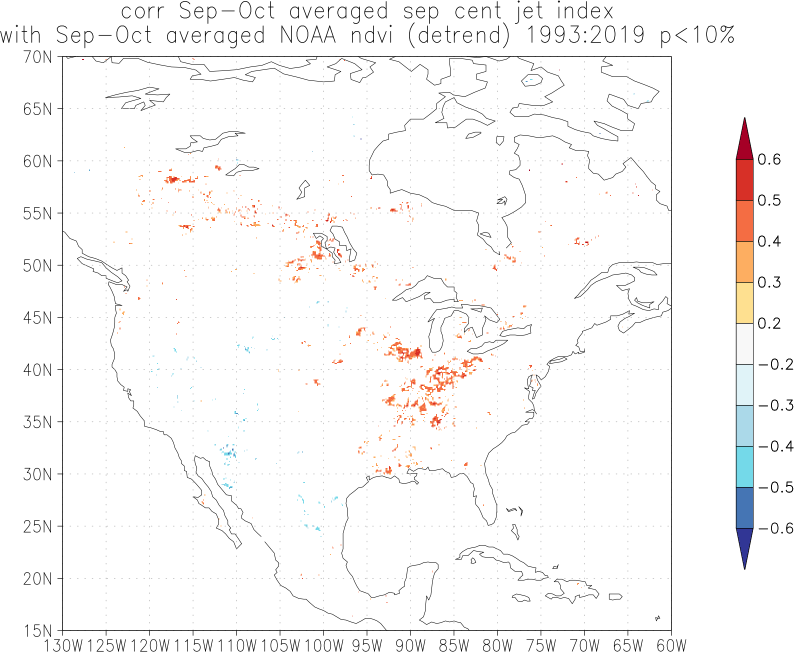 corr Sep-Oct averaged sep cent jet index
with Sep-Oct averaged NOAA ndvi (detrend) 1993:2019 p<10%
70N
65N
60N
55N
50N
45N
40N
35N
30N
25N
20N
15N
130W 125W 120W 115W 110W 105W 100W 95W 90W 85W 80W 75W 70W 65W 60W
0.6
0.5
0.4
0.3
0.2
-0.2
-0.3
-0.4
-0.5
-0.6